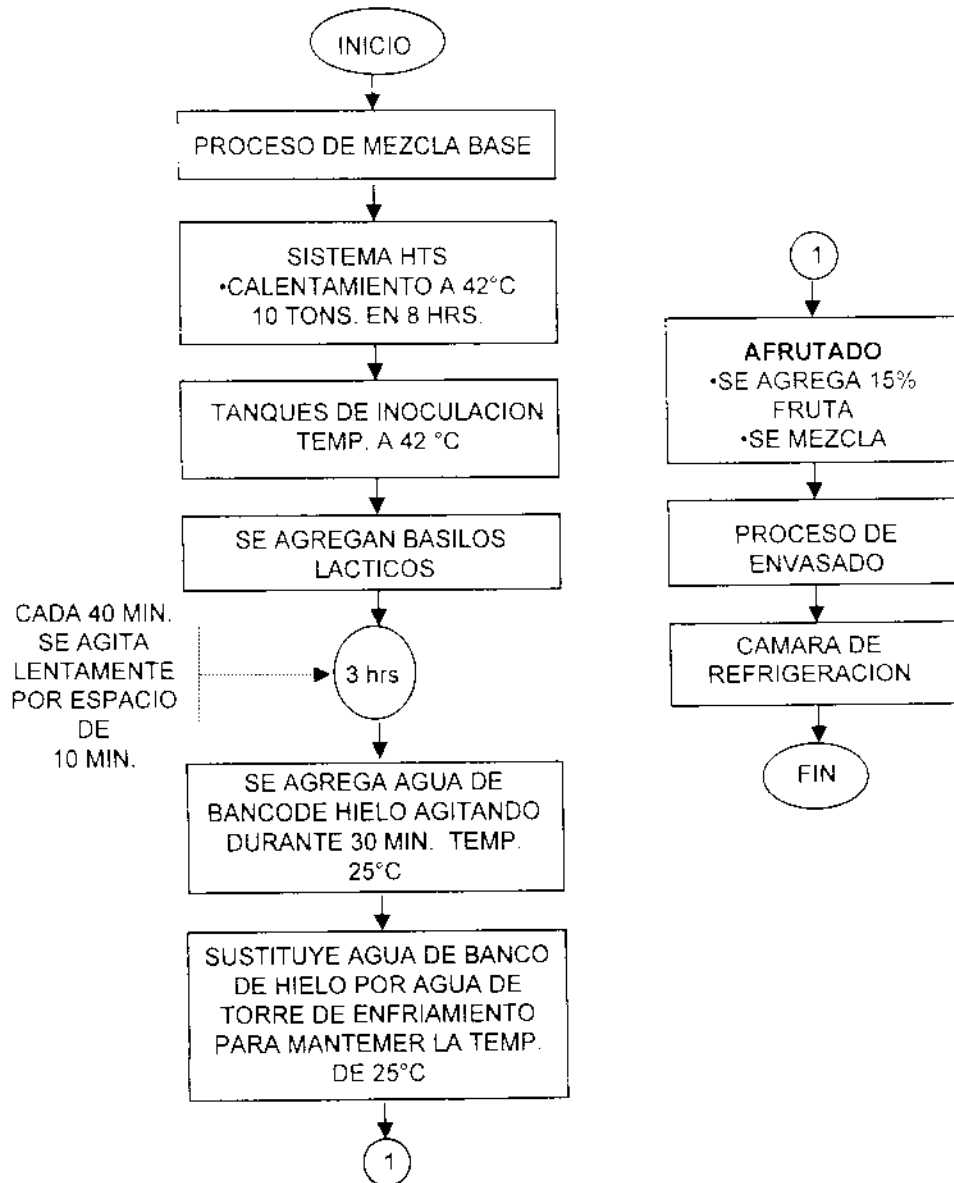 INICIO
PROCESO DE MEZCLA BASE
SISTEMA HTS
•CALENTAMIENTO A 42°C
10 TONS. EN 8 HRS.
TANQUES DE INOCULACION
TEMP. A 42 °C
SE AGREGAN BASILOS
LACTICOS
CADA 40 MIN.
SE AGITA
LENTAMENTE
POR ESPACIO
DE
10 MIN.
3 hrs
SE AGREGA AGUA DE
BANCODE HIELO AGITANDO
DURANTE 30 MIN. TEMP.
25°C
SUSTITUYE AGUA DE BANCO
DE HIELO POR AGUA DE
TORRE DE ENFRIAMIENTO
PARA MANTEMER LA TEMP.
DE 25°C
1
1
AFRUTADO
•SE AGREGA 15%
FRUTA
•SE MEZCLA
PROCESO DE
ENVASADO
CAMARA DE
REFRIGERACION
FIN